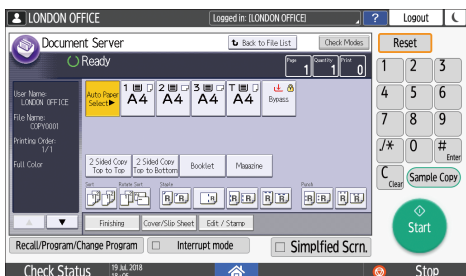 LONDON OFFICE
Logged in: [LONDON OFFICE]
?
Logout
Document Server
Back to File List
Check Modes
Reset
Ready
Page
1
Quantity
1
Print
0
User Name:
LONDON OFFICE
File Name:
COPY0001
Printing Order:
1/1
Full Color
Auto Paper
Select▶
1
A4
2
A4
3
A4
T
A4
Bypass
2 Sided Copy
Top to Top
2 Sided Copy
Top to Bottom
Booklet
Magazine
Sort
Rotate Sort
Staple
Punch
Finishing
Cover/Slip Sheet
Edit / Stamp
▲
▼
Recall/Program/Change Program
Interrupt mode
Simplfied Scrn.
1
2
3
4
5
6
7
8
9
./*
0
#
Enter
C
Clear
Sample Copy
Start
Check Status
19 Jul. 2018
Stop